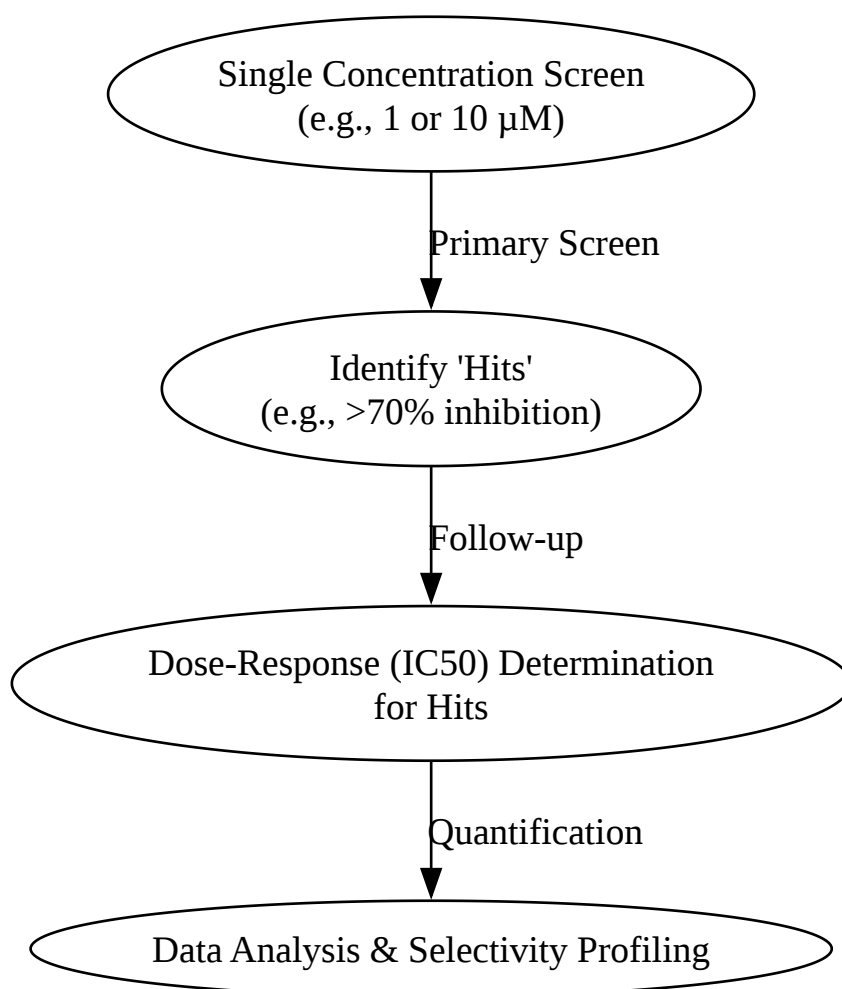 Single Concentration Screen
(e.g., 1 or 10 µM)
Primary Screen
Identify 'Hits'
(e.g., >70% inhibition)
Follow-up
Dose-Response (IC50) Determination
for Hits
Quantification
Data Analysis & Selectivity Profiling